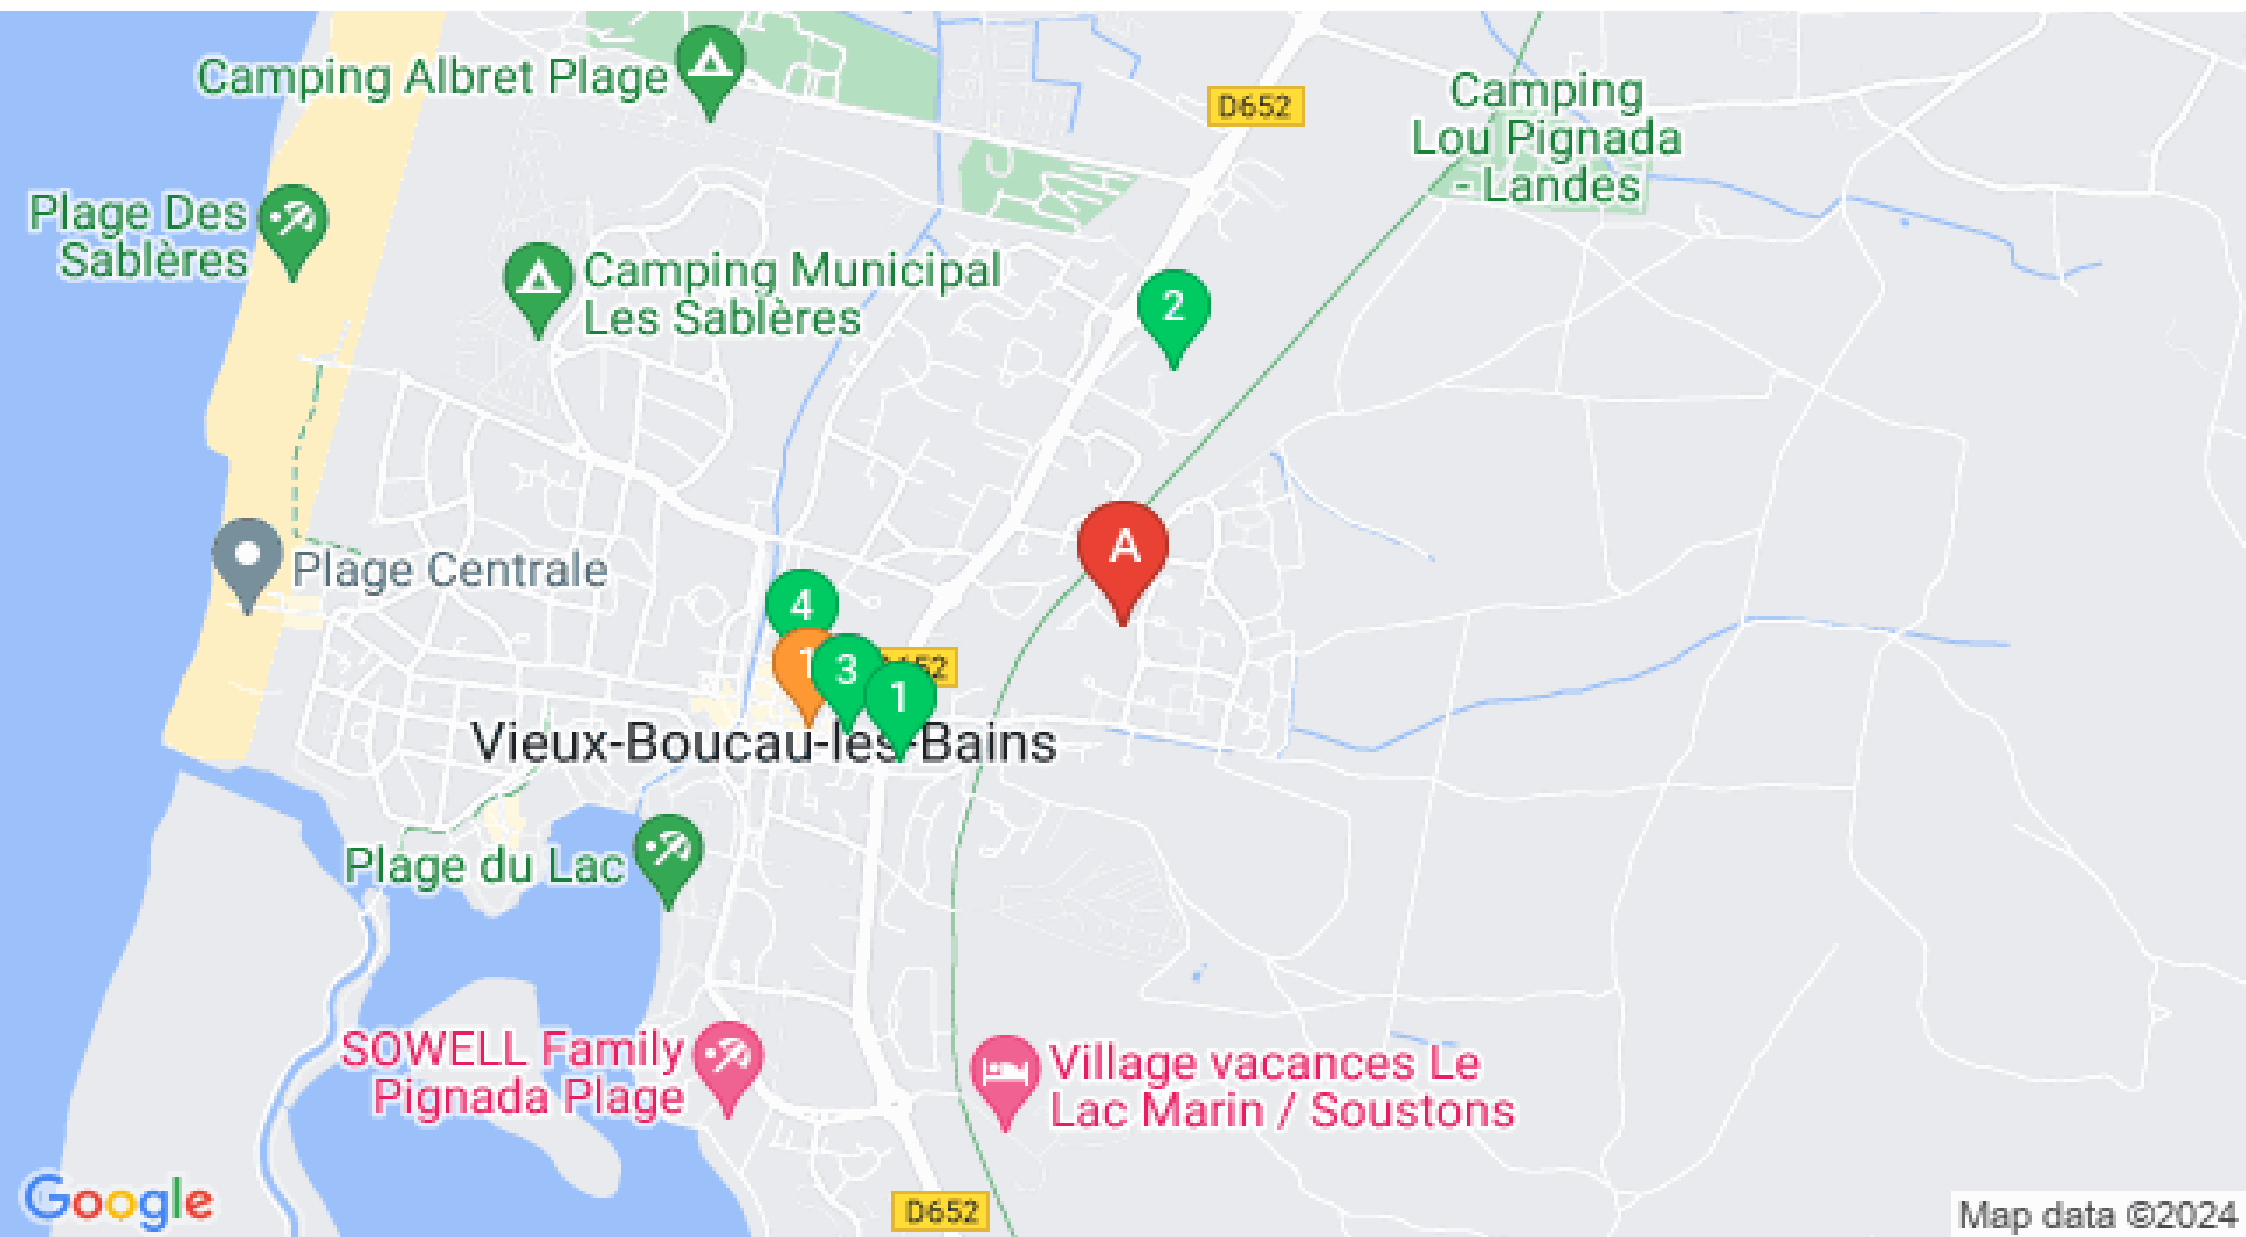 Camping Albret Plage
D652
Camping
Lou Pignada
- Landes
Plage Des
Sablères
Camping Municipal
Les Sablères
2
A
Plage Centrale
4
1
3
1
Vieux-Boucau-les-Bains
Plage du Lac
SOWELL Family
Pignada Plage
Village vacances Le
Lac Marin / Soustons
D652
Google
Map data ©2024